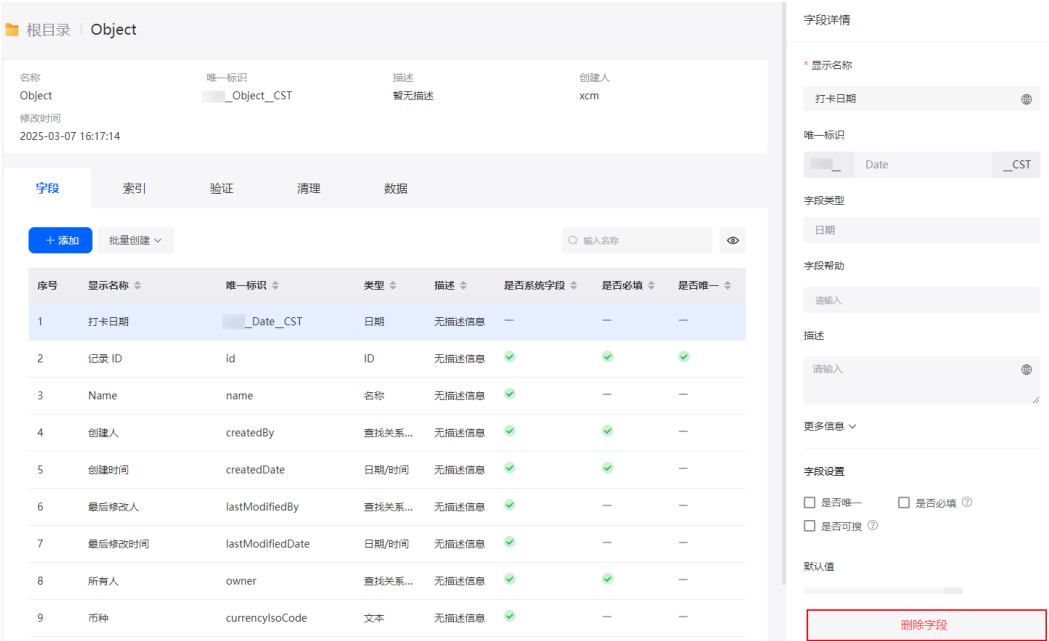 根目录 Object
名称 唯一标识 描述 创建人
Object __Object__CST 暂无描述 xcm
修改时间
2025-03-07 16:17:14
字段 索引 验证 清理 数据
+ 添加 批量创建 输入名称
序号 显示名称 唯一标识 类型 描述 是否系统字段 是否必填 是否唯一
1 打卡日期 __Date__CST 日期 无描述信息 — — —
2 记录 ID id ID 无描述信息
3 Name name 名称 无描述信息 — —
4 创建人 createdBy 查找关系... 无描述信息 —
5 创建时间 createdDate 日期/时间 无描述信息 —
6 最后修改人 lastModifiedBy 查找关系... 无描述信息 — —
7 最后修改时间 lastModifiedDate 日期/时间 无描述信息 — —
8 所有人 owner 查找关系... 无描述信息 —
9 币种 currencyIsoCode 文本 无描述信息 — —
字段详情
* 显示名称
打卡日期
唯一标识
__ Date __CST
字段类型
日期
字段帮助
请输入
描述
请输入
更多信息
字段设置
是否唯一 是否必填 ?
是否可搜 ?
默认值
删除字段